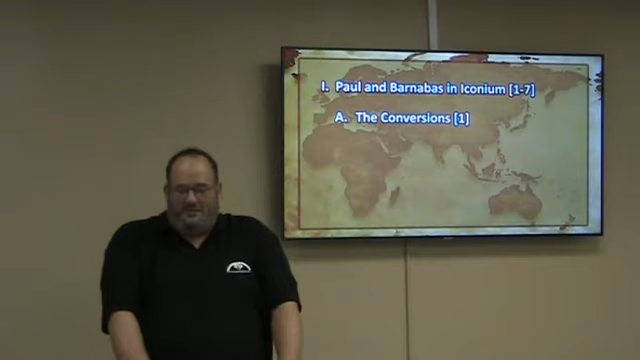 I. Paul and Barnabas in Iconium [1-7]
A. The Conversions [1]